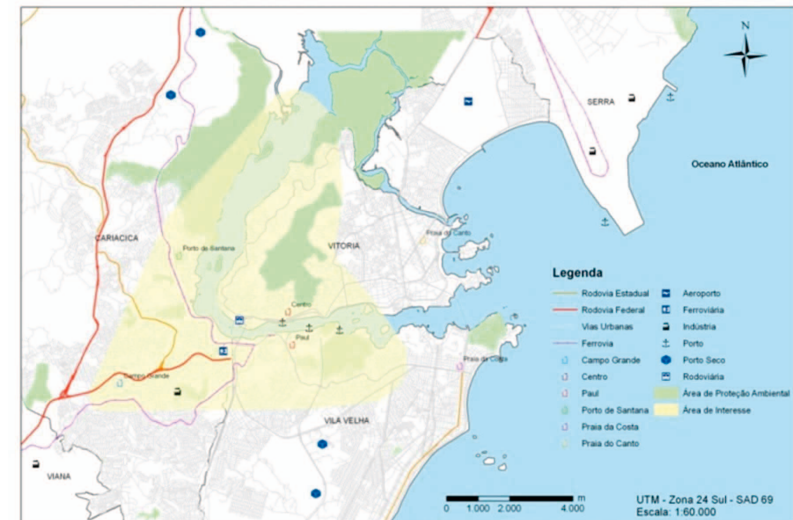 N
SERRA
Oceano Atlântico
CARIACICA
Porto de Santana
VITORIA
Praia do Canto
Centro
Paul
Praia da Costa
Campo Grande
VILA VELHA
VIANA
Legenda
Rodovia Estadual
Rodovia Federal
Vias Urbanas
Ferrovia
Campo Grande
Centro
Paul
Porto de Santana
Praia da Costa
Praia do Canto
Aeroporto
Ferroviária
Indústria
Porto
Porto Seco
Rodoviária
Área de Proteção Ambiental
Área de Interesse
0 1.000 2.000 4.000 m
UTM - Zona 24 Sul - SAD 69
Escala: 1:60.000